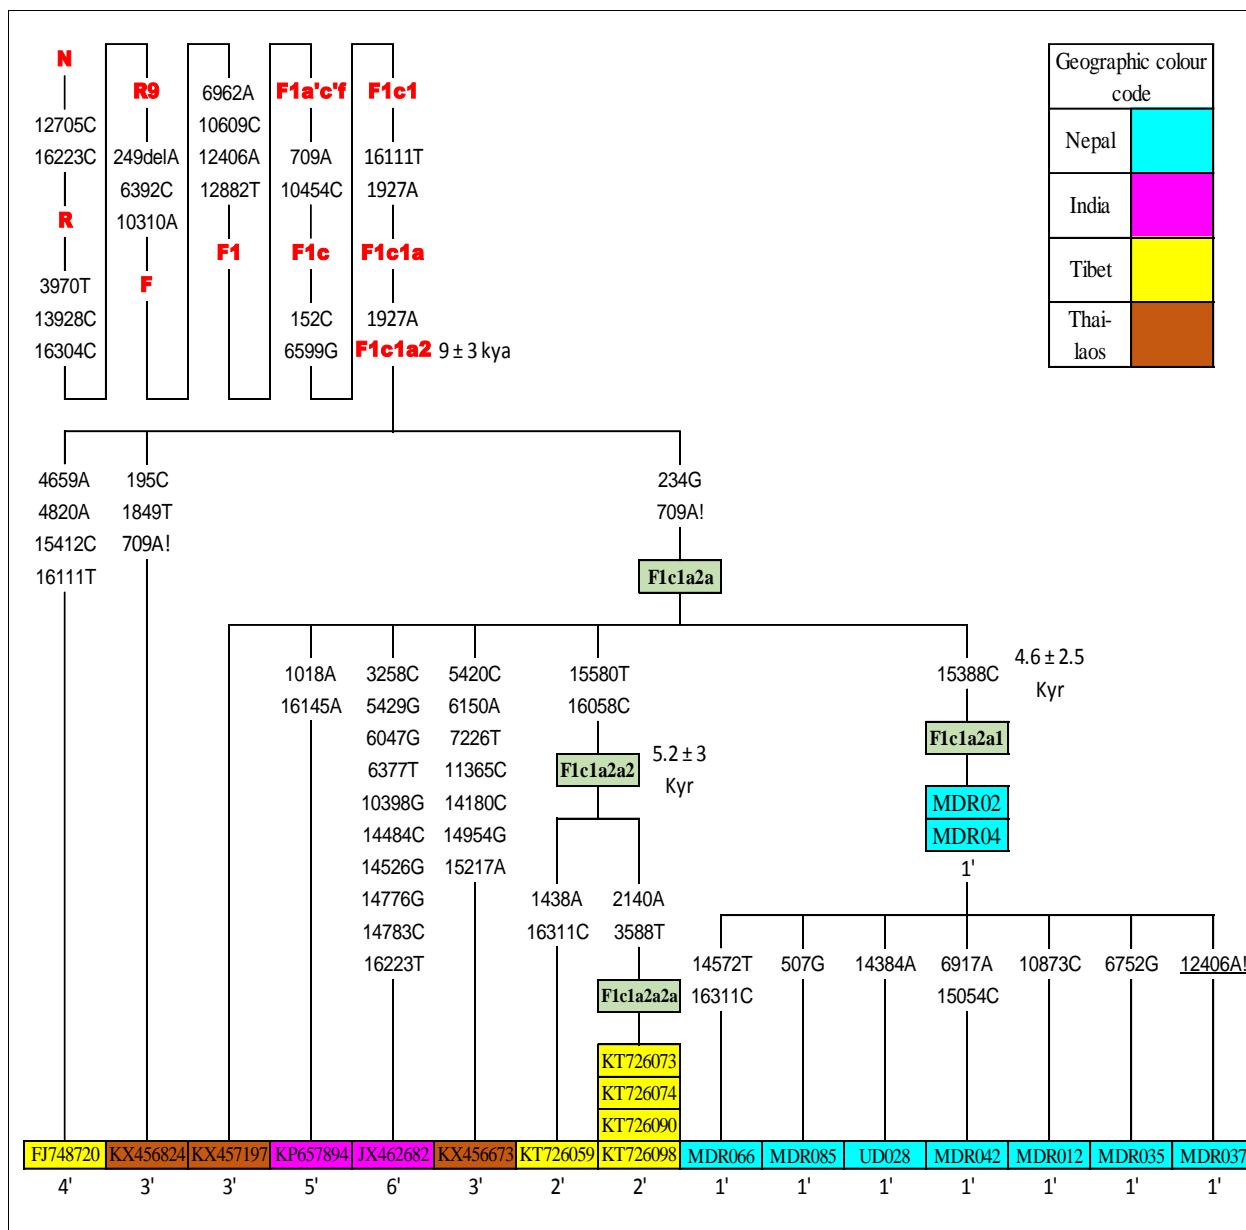 N
12705C
16223C
R
3970T
13928C
16304C
R9
249delA
6392C
10310A
F
6962A
10609C
12406A
12882T
F1
F1a'c'f
709A
10454C
F1c
152C
6599G
F1c1
16111T
1927A
F1c1a
1927A
F1c1a2 9 ± 3 kya
Geographic colour
code
Nepal
India
Tibet
Thai-
laos
4659A
4820A
15412C
16111T
195C
1849T
709A!
234G
709A!
F1c1a2a
1018A
16145A
3258C
5429G
6047G
6377T
10398G
14484C
14526G
14776G
14783C
16223T
5420C
6150A
7226T
11365C
14180C
14954G
15217A
15580T
16058C
F1c1a2a2
5.2 ± 3
Kyr
1438A
16311C
2140A
3588T
F1c1a2a2a
KT726073
KT726074
KT726090
15388C
4.6 ± 2.5
Kyr
F1c1a2a1
MDR02
MDR04
1'
14572T
16311C
507G
14384A
6917A
15054C
10873C
6752G
12406A!
FJ748720 KX456824 KX457197 KP657894 JX462682 KX456673 KT726059 KT726098 MDR066 MDR085 UD028 MDR042 MDR012 MDR035 MDR037
4' 3' 3' 5' 6' 3' 2' 2' 1' 1' 1' 1' 1' 1' 1'